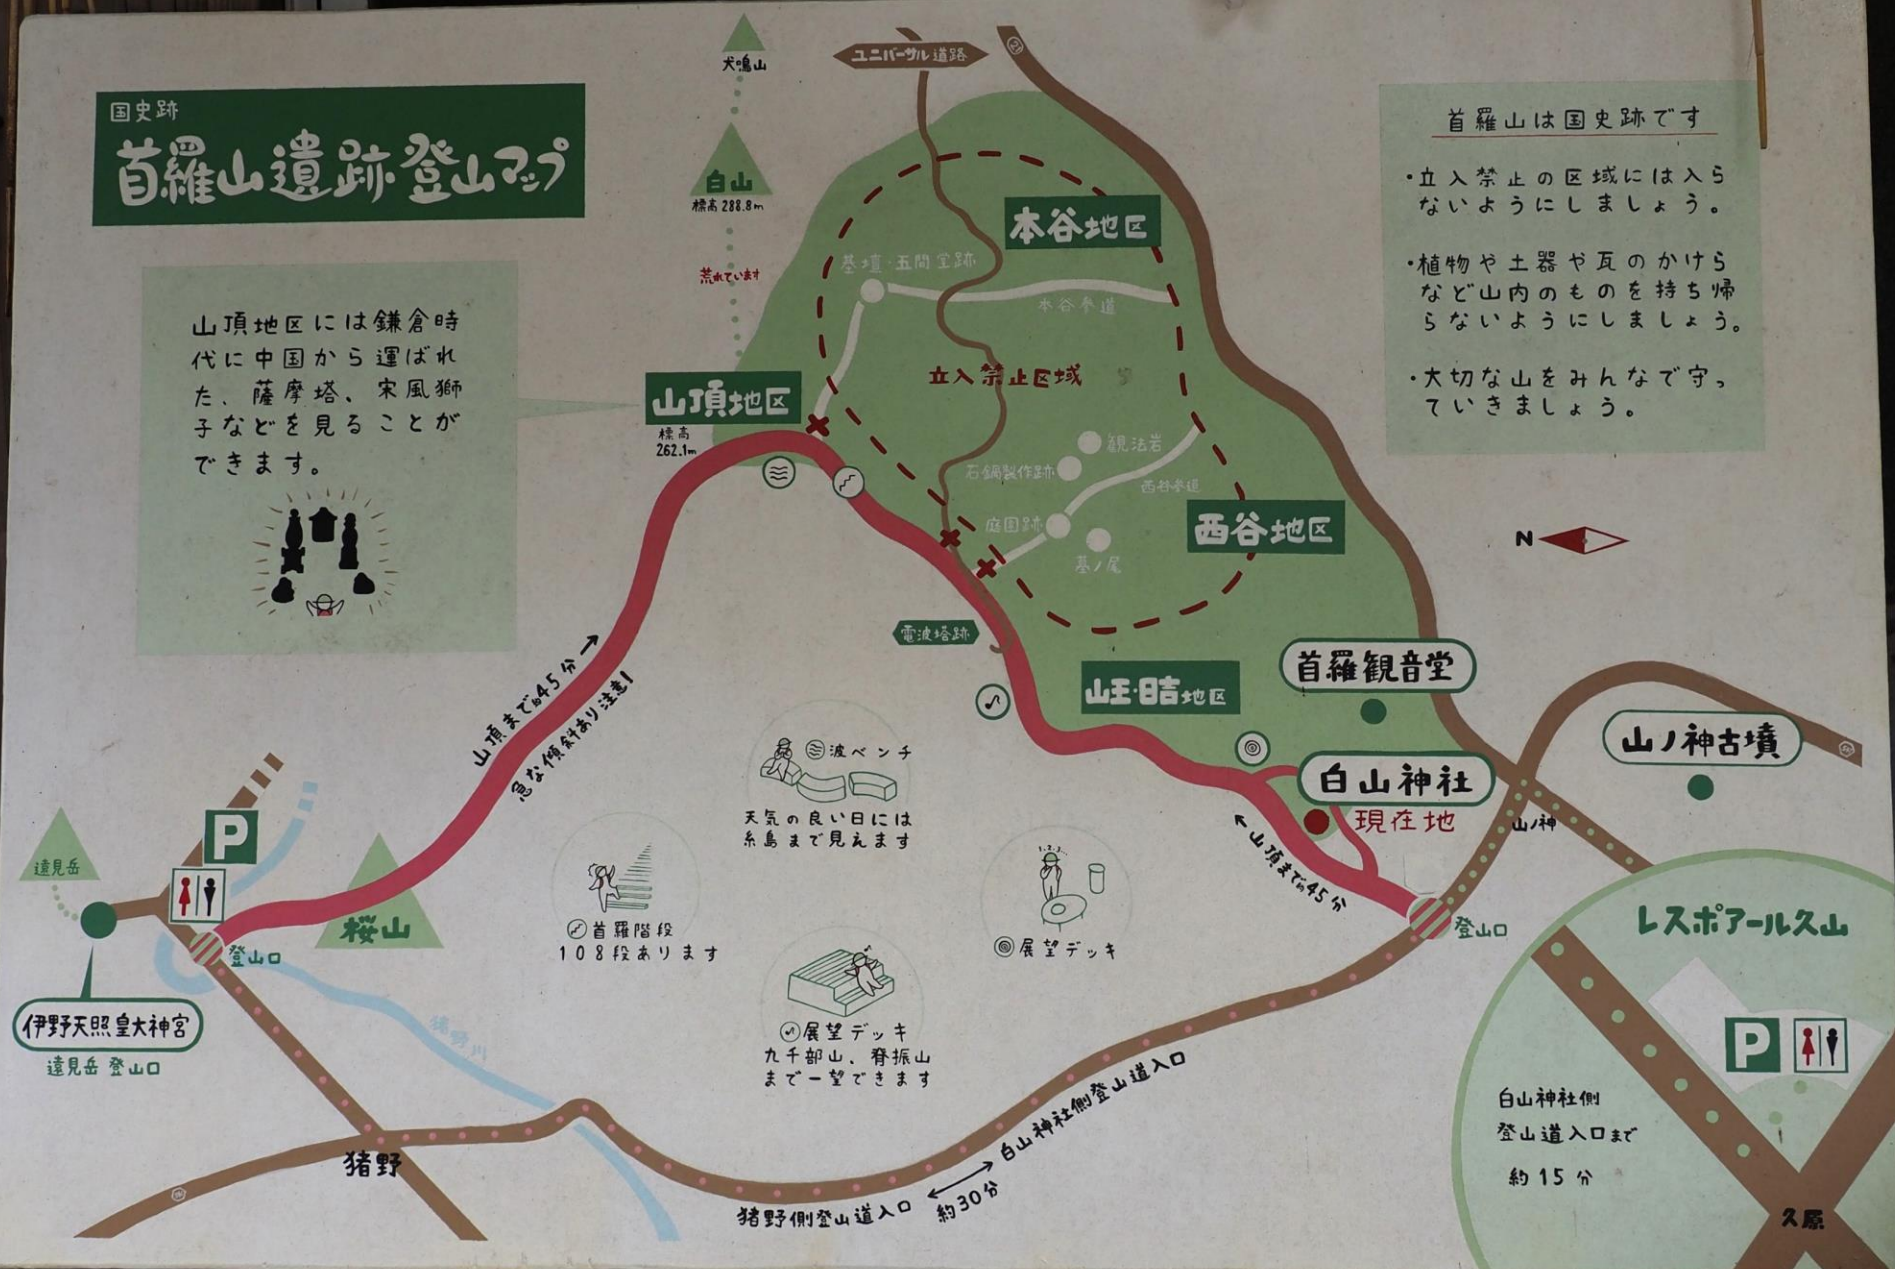 国史跡
首羅山遺跡登山マップ
犬鳴山
白山
標高288.8m
荒れています
ユニバーサル道路
21
首羅山は国史跡です
・立入禁止の区域には入ら
ないようにしましょう。
・植物や土器や瓦のかけら
など山内のものを持ち帰
らないようにしましょう。
・大切な山をみんなで守っ
ていきましょう。
山頂地区には鎌倉時
代に中国から運ばれ
た、薩摩塔、宋風獅
子などを見ることが
できます。
本谷地区
基壇・五間堂跡
本谷参道
立入禁止区域
山頂地区
標高
262.1m
観法岩
石鍋製作跡
西谷参道
庭園跡
墓ノ尾
西谷地区
N
電波塔跡
山王・日吉地区
首羅観音堂
山ノ神古墳
白山神社
現在地
山ノ神
山頂まで約45分
登山口
山頂まで約45分
急な傾斜あり注意!
波ベンチ
天気の良い日には
糸島まで見えます
首羅階段
108段あります
1.2.3…
展望デッキ
展望デッキ
九千部山、脊振山
まで一望できます
P
遠見岳
桜山
登山口
伊野天照皇大神宮
遠見岳 登山口
猪野川
猪野
猪野側登山道入口
約30分
白山神社側登山道入口
レスポアール久山
P
白山神社側
登山道入口まで
約15分
久原